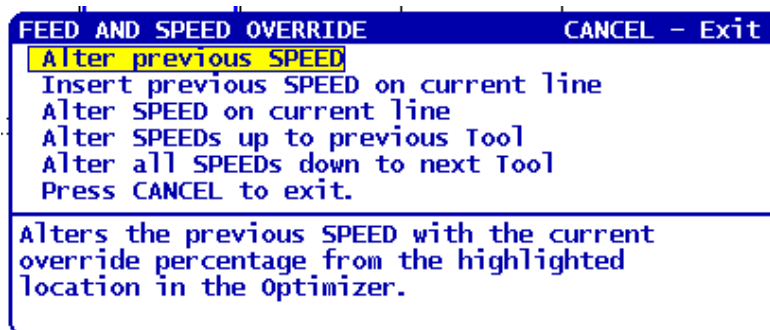 FEED AND SPEED OVERRIDE CANCEL - Exit
Alter previous SPEED
Insert previous SPEED on current line
Alter SPEED on current line
Alter SPEEDs up to previous Tool
Alter all SPEEDs down to next Tool
Press CANCEL to exit.
Alters the previous SPEED with the current
override percentage from the highlighted
location in the Optimizer.